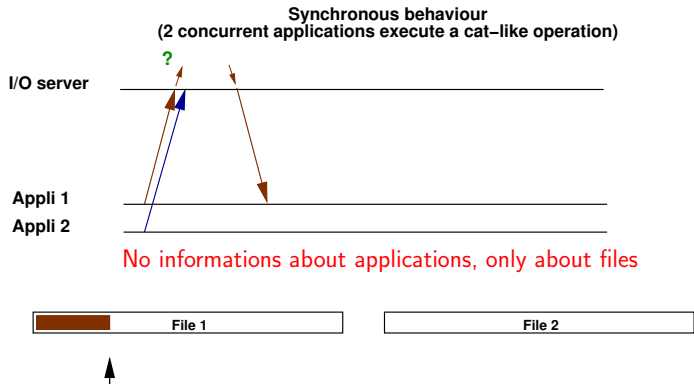 Synchronous behaviour
(2 concurrent applications execute a cat−like operation)
?
I/O server
Appli 1
Appli 2
No informations about applications, only about files
File 1
File 2